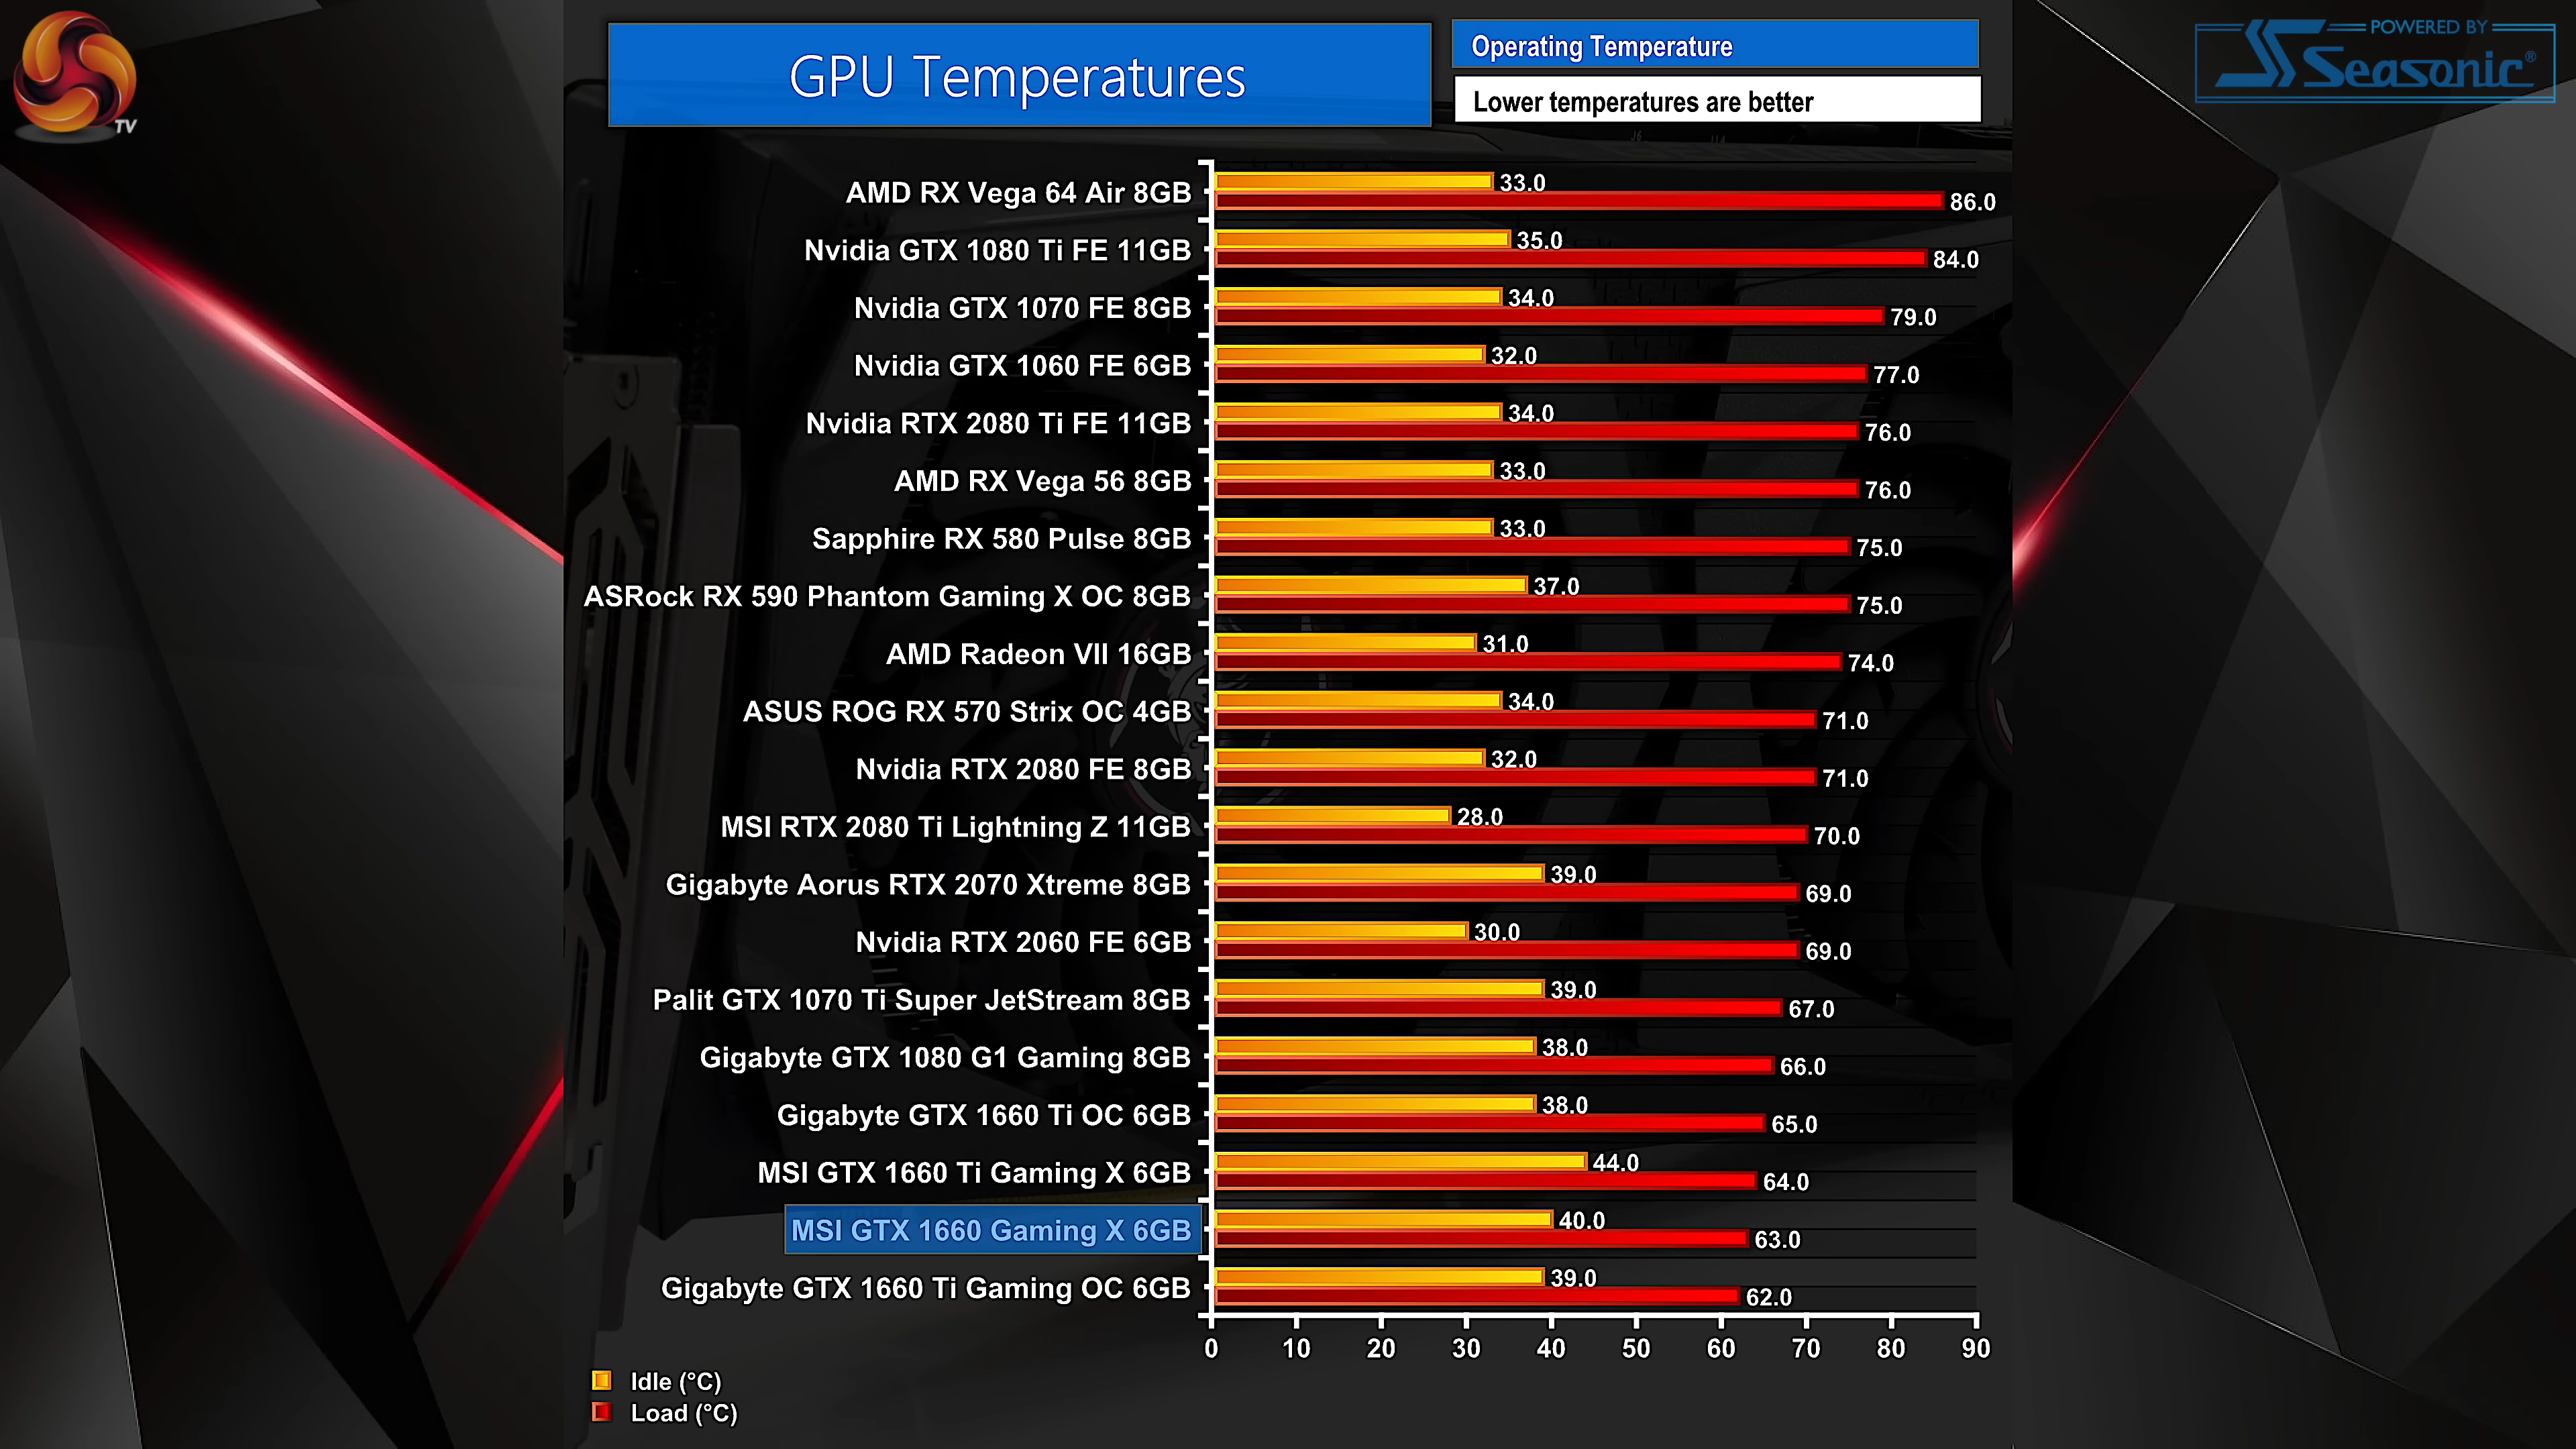 TV
GPU Temperatures
Operating Temperature
Lower temperatures are better
POWERED BY
Seasonic®
AMD RX Vega 64 Air 8GB 33.0 86.0
Nvidia GTX 1080 Ti FE 11GB 35.0 84.0
Nvidia GTX 1070 FE 8GB 34.0 79.0
Nvidia GTX 1060 FE 6GB 32.0 77.0
Nvidia RTX 2080 Ti FE 11GB 34.0 76.0
AMD RX Vega 56 8GB 33.0 76.0
Sapphire RX 580 Pulse 8GB 33.0 75.0
ASRock RX 590 Phantom Gaming X OC 8GB 37.0 75.0
AMD Radeon VII 16GB 31.0 74.0
ASUS ROG RX 570 Strix OC 4GB 34.0 71.0
Nvidia RTX 2080 FE 8GB 32.0 71.0
MSI RTX 2080 Ti Lightning Z 11GB 28.0 70.0
Gigabyte Aorus RTX 2070 Xtreme 8GB 39.0 69.0
Nvidia RTX 2060 FE 6GB 30.0 69.0
Palit GTX 1070 Ti Super JetStream 8GB 39.0 67.0
Gigabyte GTX 1080 G1 Gaming 8GB 38.0 66.0
Gigabyte GTX 1660 Ti OC 6GB 38.0 65.0
MSI GTX 1660 Ti Gaming X 6GB 44.0 64.0
MSI GTX 1660 Gaming X 6GB 40.0 63.0
Gigabyte GTX 1660 Ti Gaming OC 6GB 39.0 62.0
0 10 20 30 40 50 60 70 80 90
Idle (°C)
Load (°C)